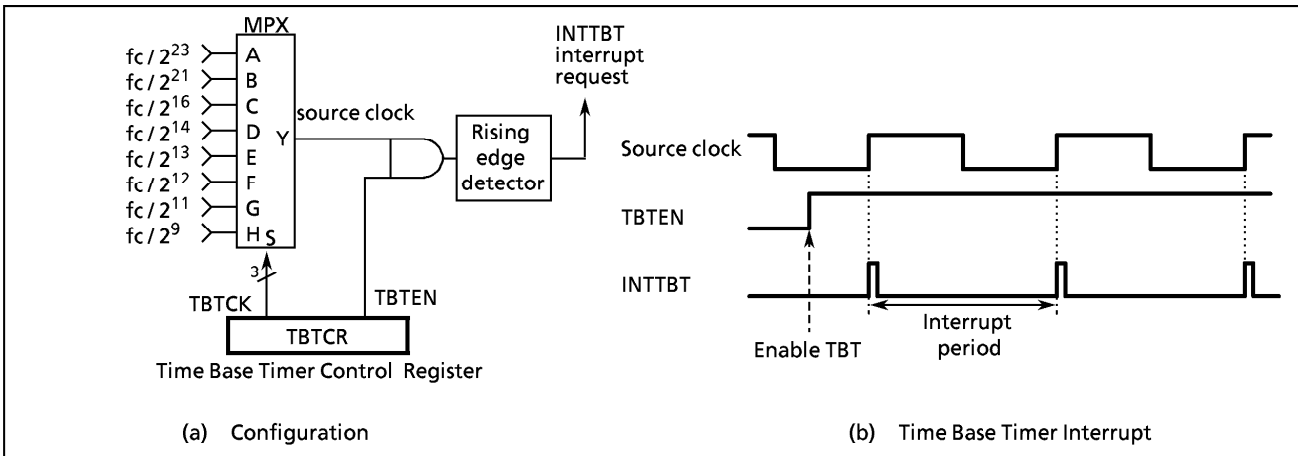 MPX
fc / 2^23 A
fc / 2^21 B
fc / 2^16 C
fc / 2^14 D
fc / 2^13 E
fc / 2^12 F
fc / 2^11 G
fc / 2^9 H S
Y
source clock
3
TBTCK
TBTEN
TBTCR
Time Base Timer Control Register
Rising
edge
detector
INTTBT
interrupt
request
(a) Configuration
Source clock
TBTEN
INTTBT
Enable TBT
Interrupt
period
(b) Time Base Timer Interrupt